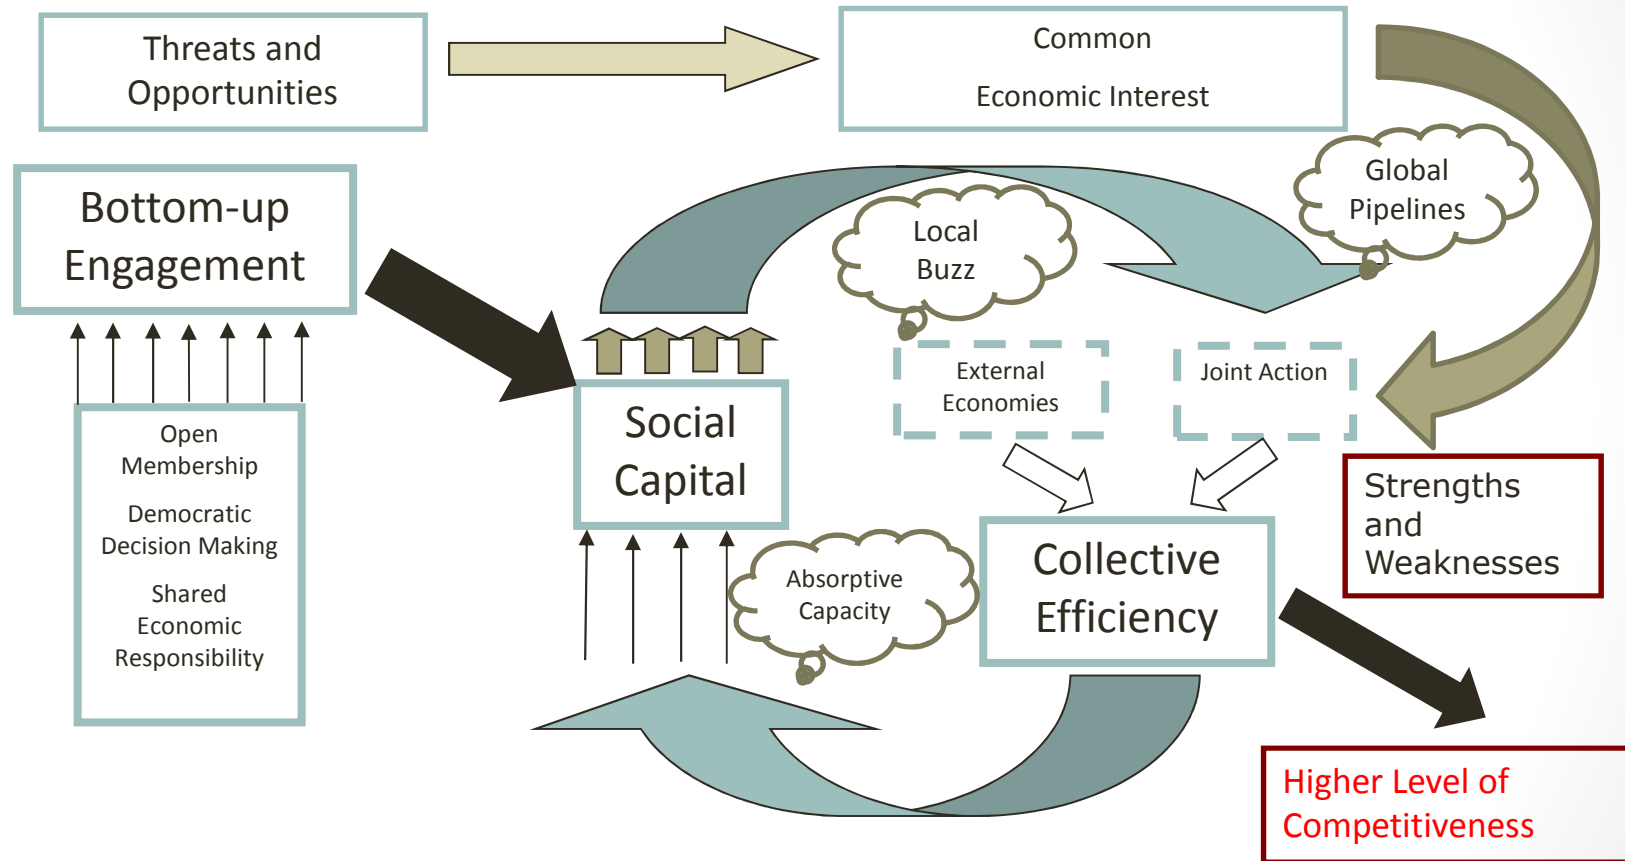 Threats and
Opportunities
Common
Economic Interest
Global
Pipelines
Bottom-up
Engagement
Local
Buzz
External
Economies
Joint Action
Social
Capital
Open
Membership
Democratic
Decision Making
Shared
Economic
Responsibility
Strengths
and
Weaknesses
Absorptive
Capacity
Collective
Efficiency
Higher Level of
Competitiveness